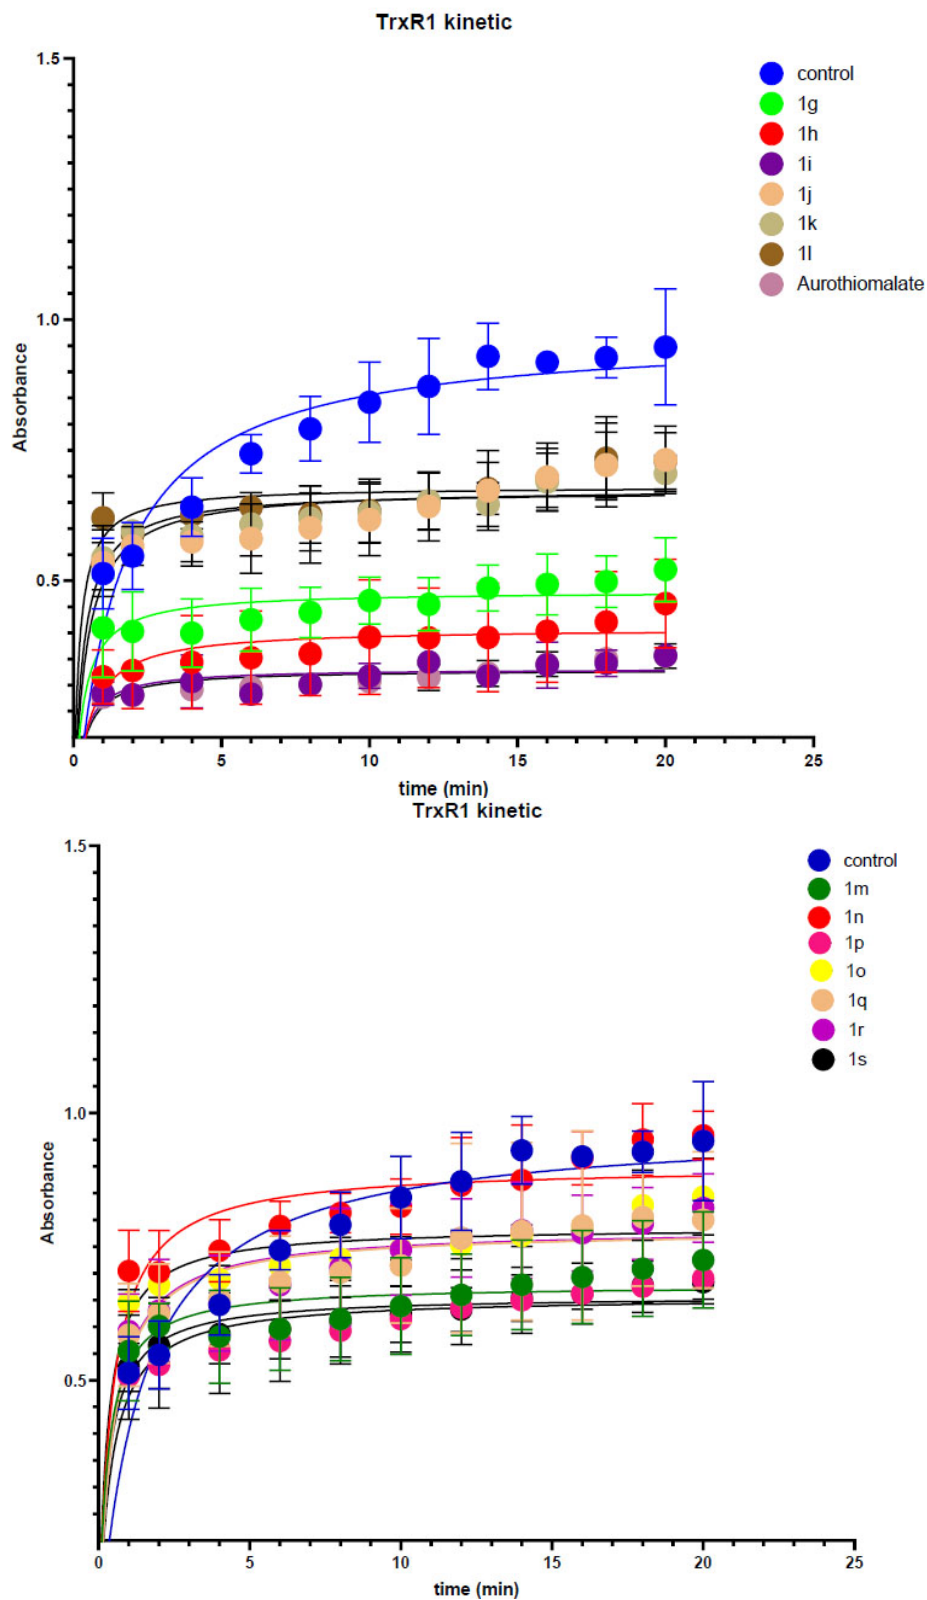 TrxR1 kinetic
1.5
control
1g
1h
1i
1j
1k
1l
Aurothiomalate
1.0
Absorbance
0.5
0 5 10 15 20 25
time (min)
TrxR1 kinetic
1.5
control
1m
1n
1p
1o
1q
1r
1s
1.0
Absorbance
0.5
0 5 10 15 20 25
time (min)